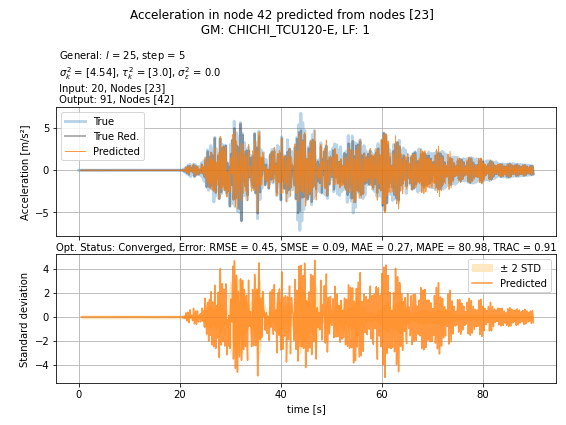 Acceleration in node 42 predicted from nodes [23]
GM: CHICHI_TCU120-E, LF: 1
General: l = 25, step = 5
σ²ₖ = [4.54], τ²ₖ = [3.0], σ²ε = 0.0
Input: 20, Nodes [23]
Output: 91, Nodes [42]
True
True Red.
Predicted
Acceleration [m/s²]
5
0
−5
Opt. Status: Converged, Error: RMSE = 0.45, SMSE = 0.09, MAE = 0.27, MAPE = 80.98, TRAC = 0.91
± 2 STD
Predicted
Standard deviation
4
2
0
−2
−4
0 20 40 60 80
time [s]